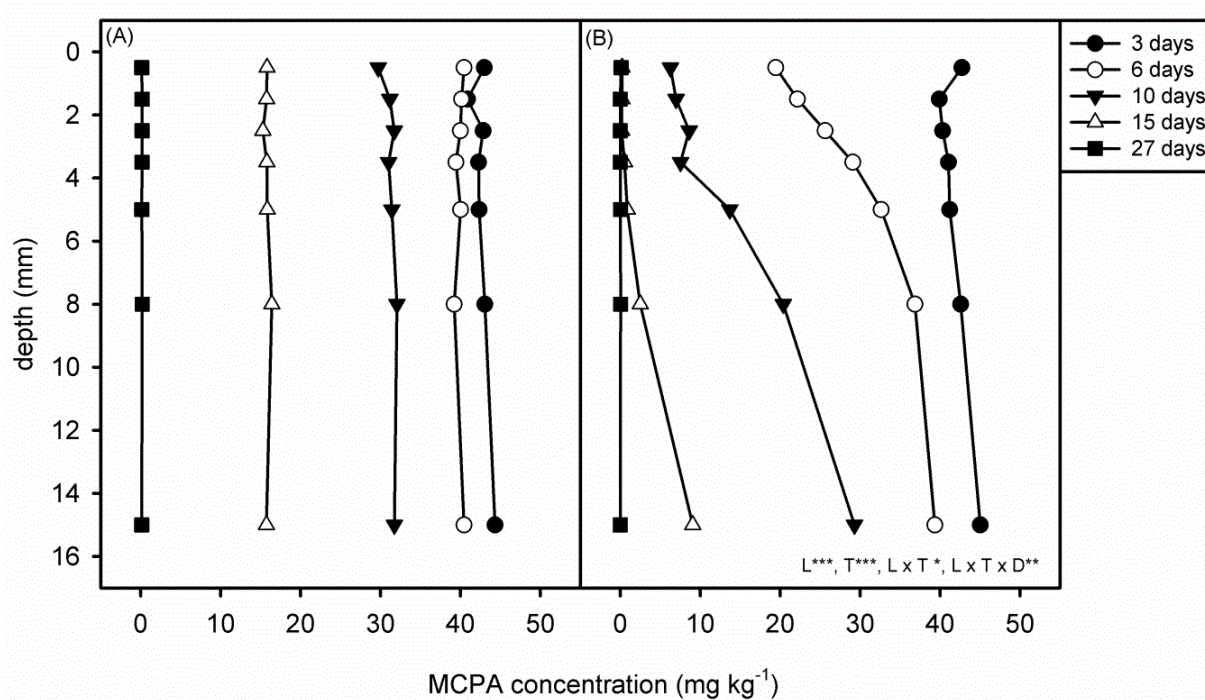 (A)
(B)
3 days
6 days
10 days
15 days
27 days
0
2
4
6
8
10
12
14
16
depth (mm)
L***, T***, L x T *, L x T x D**
0 10 20 30 40 50
0 10 20 30 40 50
MCPA concentration (mg kg⁻¹)